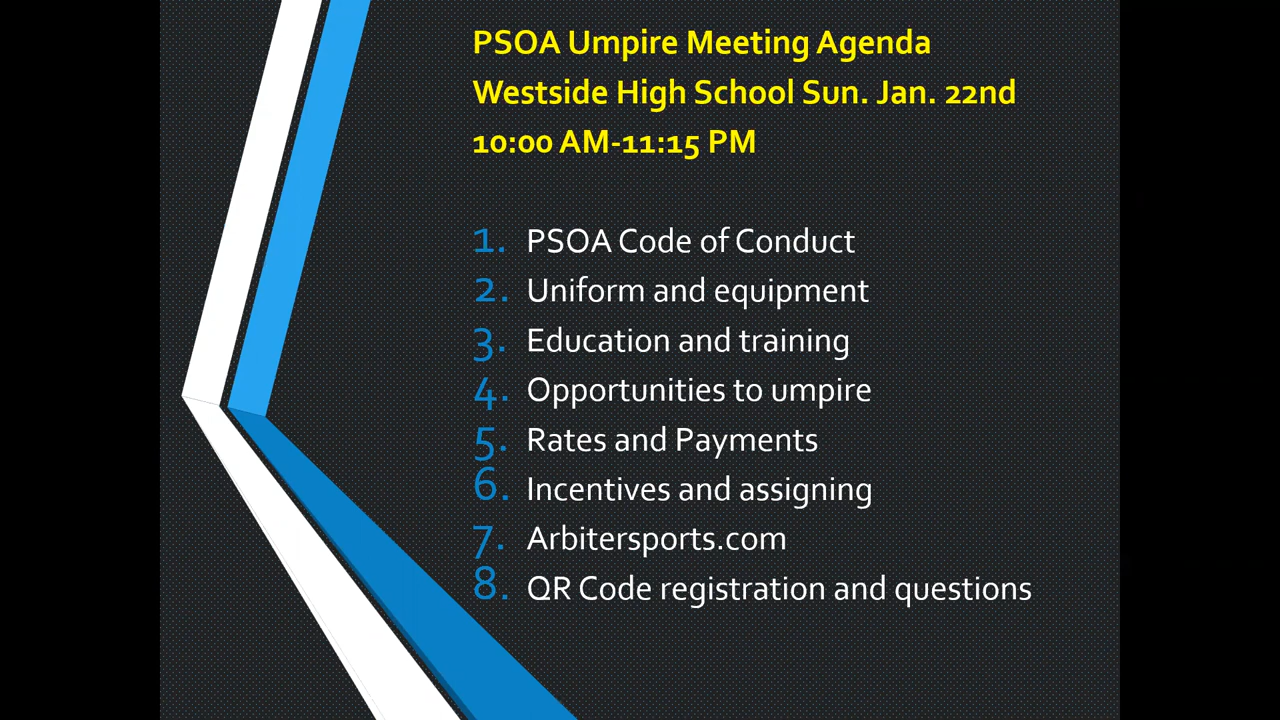 PSOA Umpire Meeting Agenda
Westside High School Sun. Jan. 22nd
10:00 AM-11:15 PM
1. PSOA Code of Conduct
2. Uniform and equipment
3. Education and training
4. Opportunities to umpire
5. Rates and Payments
6. Incentives and assigning
7. Arbitersports.com
8. QR Code registration and questions